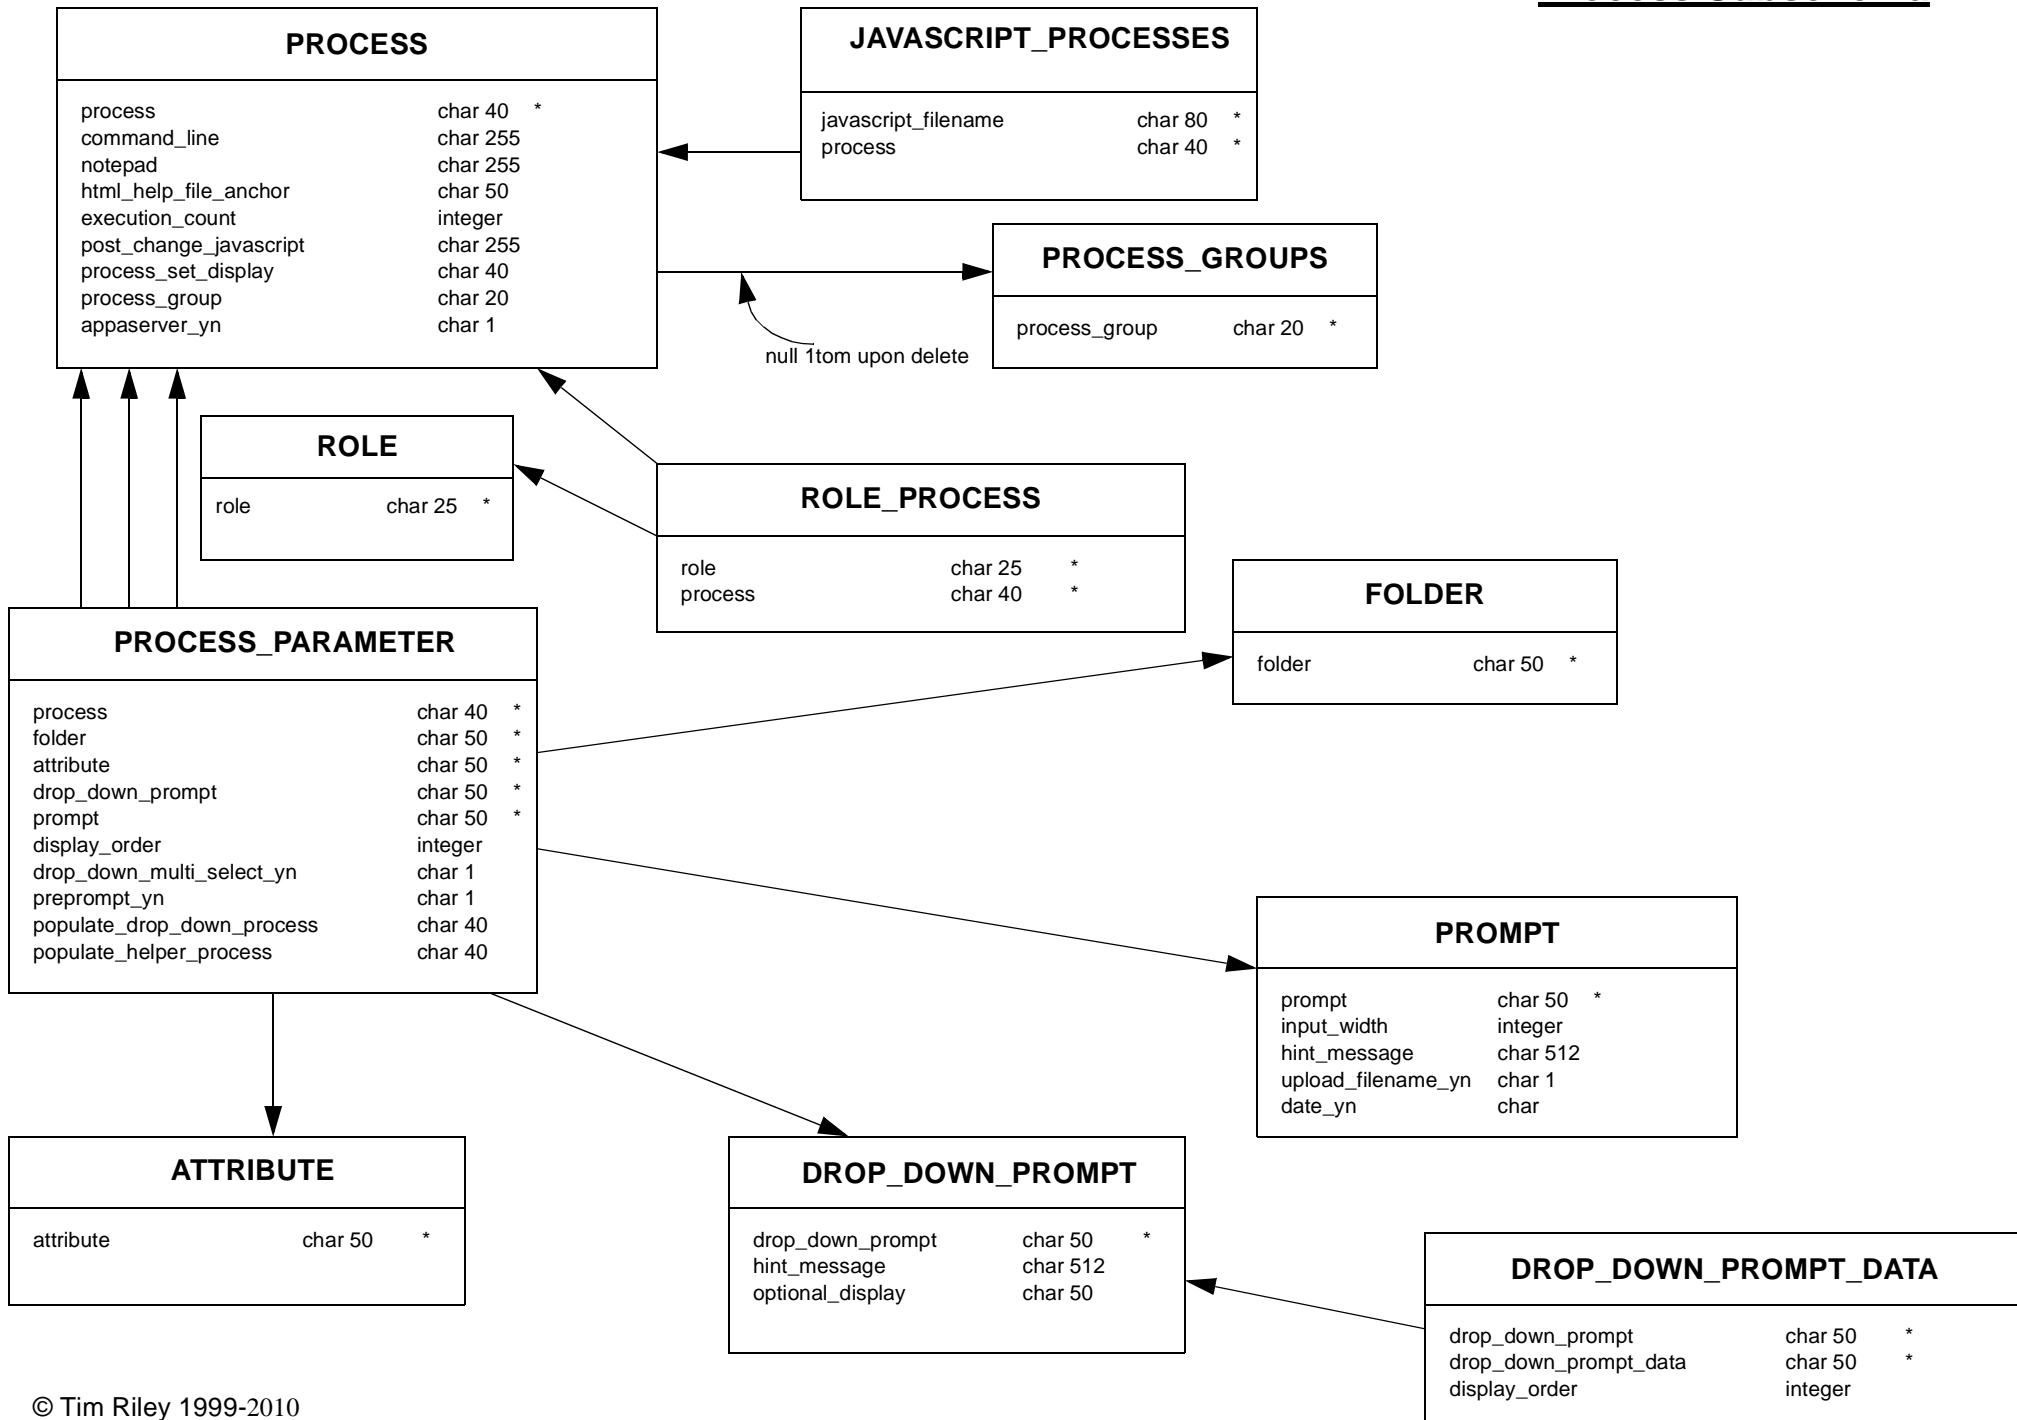 PROCESS
process char 40 *
command_line char 255
notepad char 255
html_help_file_anchor char 50
execution_count integer
post_change_javascript char 255
process_set_display char 40
process_group char 20
appaserver_yn char 1
JAVASCRIPT_PROCESSES
javascript_filename char 80 *
process char 40 *
PROCESS_GROUPS
process_group char 20 *
null 1tom upon delete
ROLE
role char 25 *
ROLE_PROCESS
role char 25 *
process char 40 *
FOLDER
folder char 50 *
PROCESS_PARAMETER
process char 40 *
folder char 50 *
attribute char 50 *
drop_down_prompt char 50 *
prompt char 50 *
display_order integer
drop_down_multi_select_yn char 1
preprompt_yn char 1
populate_drop_down_process char 40
populate_helper_process char 40
PROMPT
prompt char 50 *
input_width integer
hint_message char 512
upload_filename_yn char 1
date_yn char
ATTRIBUTE
attribute char 50 *
DROP_DOWN_PROMPT
drop_down_prompt char 50 *
hint_message char 512
optional_display char 50
DROP_DOWN_PROMPT_DATA
drop_down_prompt char 50 *
drop_down_prompt_data char 50 *
display_order integer
© Tim Riley 1999-2010